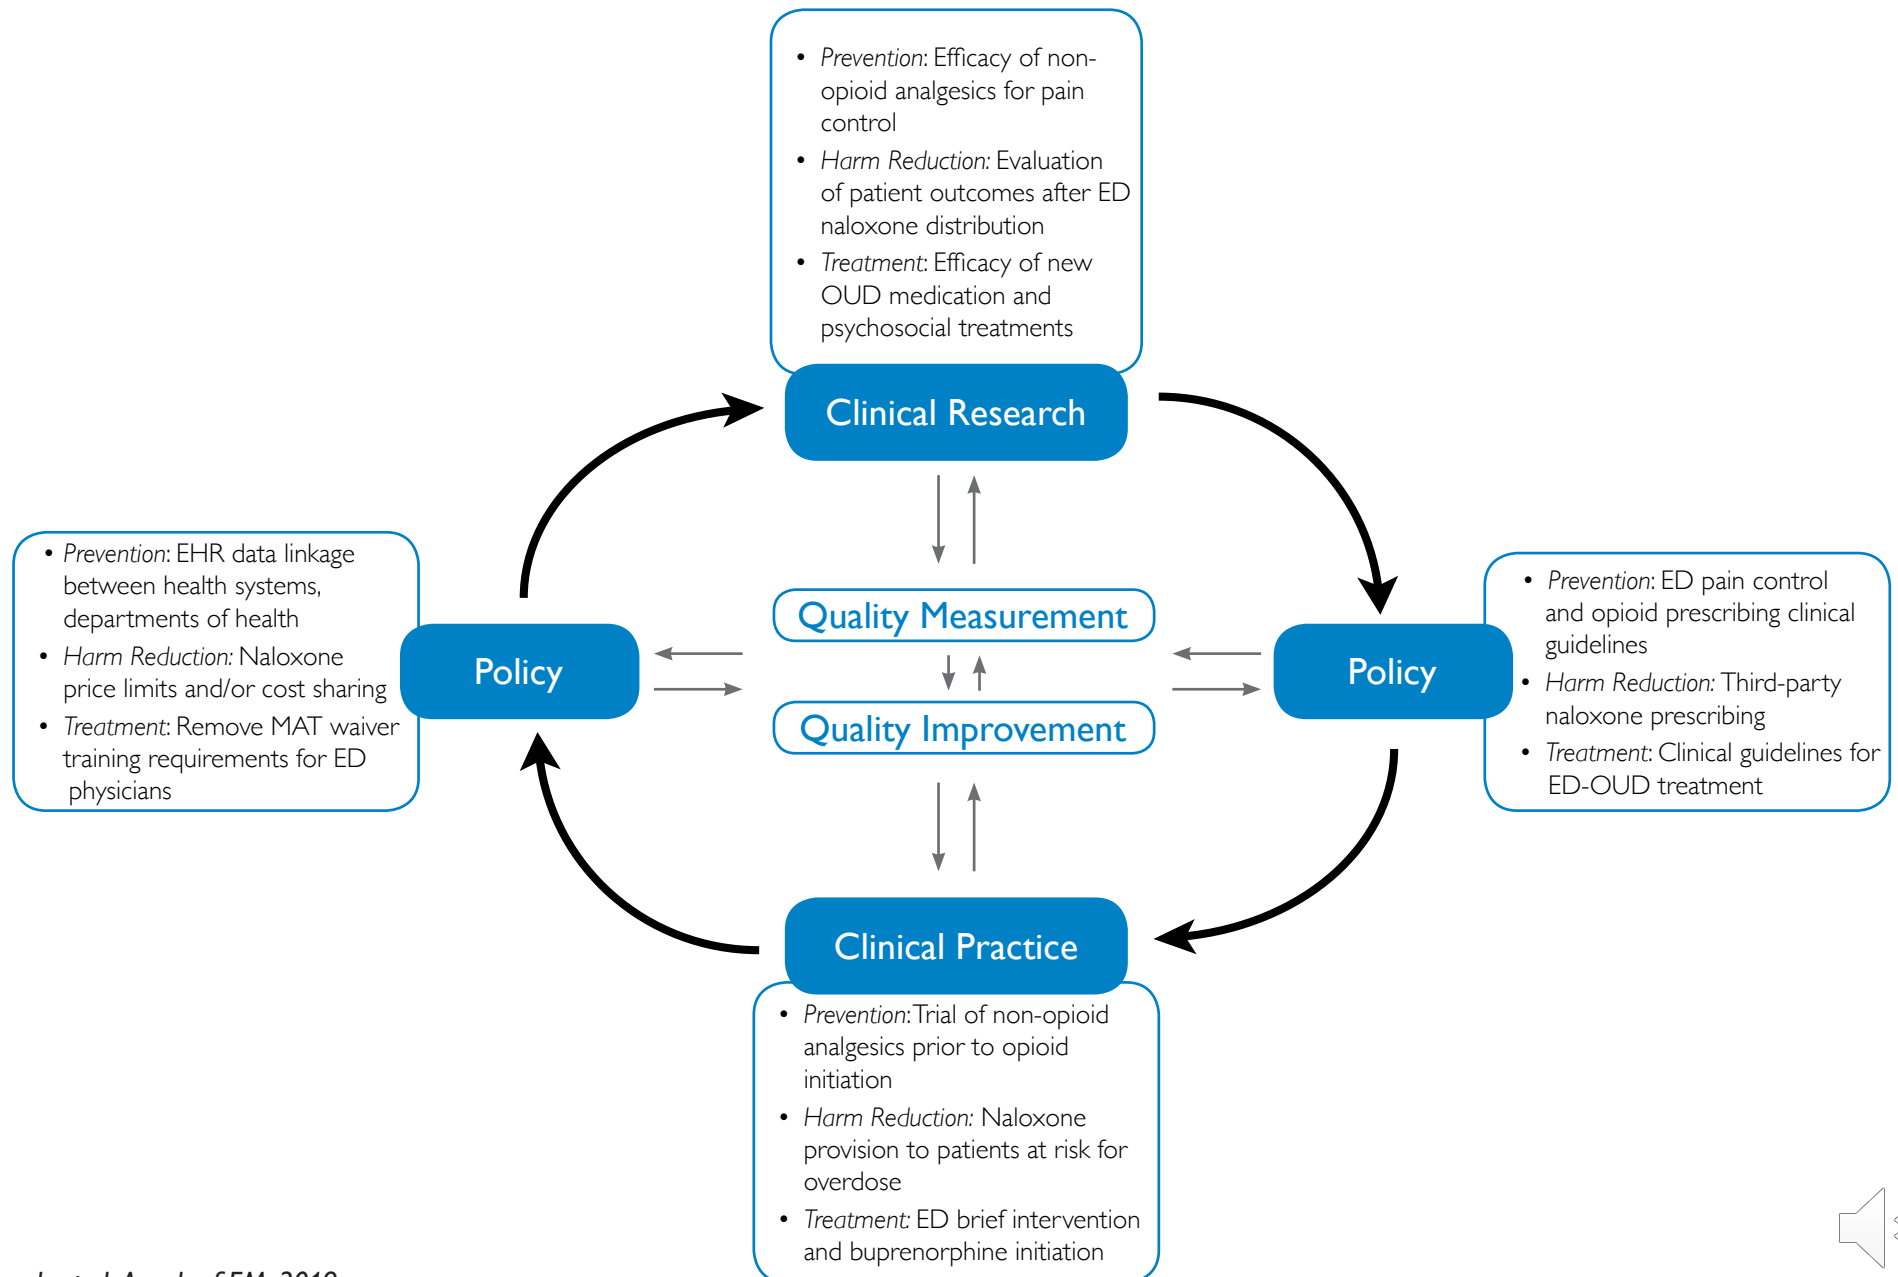 • Prevention: Efficacy of non-
opioid analgesics for pain
control
• Harm Reduction: Evaluation
of patient outcomes after ED
naloxone distribution
• Treatment: Efficacy of new
OUD medication and
psychosocial treatments
Clinical Research
• Prevention: EHR data linkage
between health systems,
departments of health
• Harm Reduction: Naloxone
price limits and/or cost sharing
• Treatment: Remove MAT waiver
training requirements for ED
physicians
Policy
Quality Measurement
Quality Improvement
Policy
• Prevention: ED pain control
and opioid prescribing clinical
guidelines
• Harm Reduction: Third-party
naloxone prescribing
• Treatment: Clinical guidelines for
ED-OUD treatment
Clinical Practice
• Prevention: Trial of non-opioid
analgesics prior to opioid
initiation
• Harm Reduction: Naloxone
provision to patients at risk for
overdose
• Treatment: ED brief intervention
and buprenorphine initiation